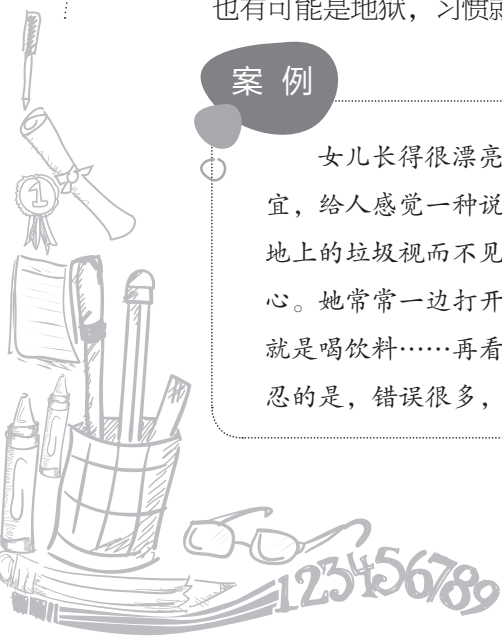 也有可能是地狱，习惯就
案 例
女儿长得很漂亮
宜，给人感觉一种说
地上的垃圾视而不见
心。她常常一边打开
就是喝饮料……再看
忍的是，错误很多，
1
123456789